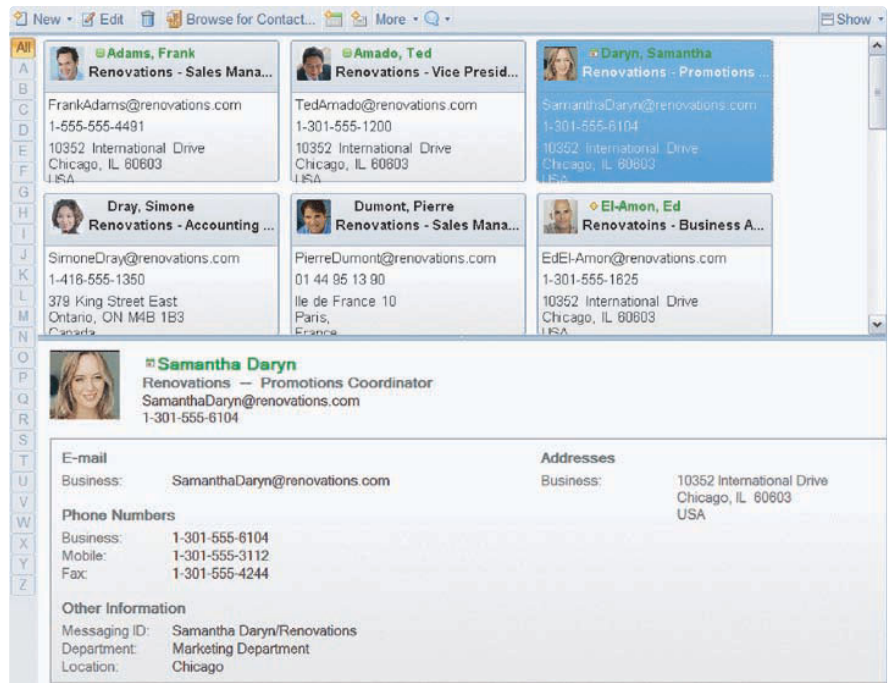 New Edit Browse for Contact... More Show
All
A
B
C
D
E
F
G
H
I
J
K
L
M
N
O
P
Q
R
S
T
U
V
W
X
Y
Z
Adams, Frank
Renovations - Sales Mana...
FrankAdams@renovations.com
1-555-555-4491
10352 International Drive
Chicago, IL 60603
USA
Amado, Ted
Renovations - Vice Presid...
TedAmado@renovations.com
1-301-555-1200
10352 International Drive
Chicago, IL 60603
USA
Daryn, Samantha
Renovations - Promotions ...
SamanthaDaryn@renovations.com
1-301-555-6104
10352 International Drive
Chicago, IL 60603
USA
Dray, Simone
Renovations - Accounting ...
SimoneDray@renovations.com
1-416-555-1350
379 King Street East
Ontario, ON M4B 1B3
Canada
Dumont, Pierre
Renovations - Sales Mana...
PierreDumont@renovations.com
01 44 95 13 90
Ile de France 10
Paris,
France
El-Amon, Ed
Renovatoins - Business A...
EdEl-Amon@renovations.com
1-301-555-1625
10352 International Drive
Chicago, IL 60603
USA
Samantha Daryn
Renovations — Promotions Coordinator
SamanthaDaryn@renovations.com
1-301-555-6104
E-mail
Business: SamanthaDaryn@renovations.com
Phone Numbers
Business: 1-301-555-6104
Mobile: 1-301-555-3112
Fax: 1-301-555-4244
Other Information
Messaging ID: Samantha Daryn/Renovations
Department: Marketing Department
Location: Chicago
Addresses
Business: 10352 International Drive
Chicago, IL 60603
USA